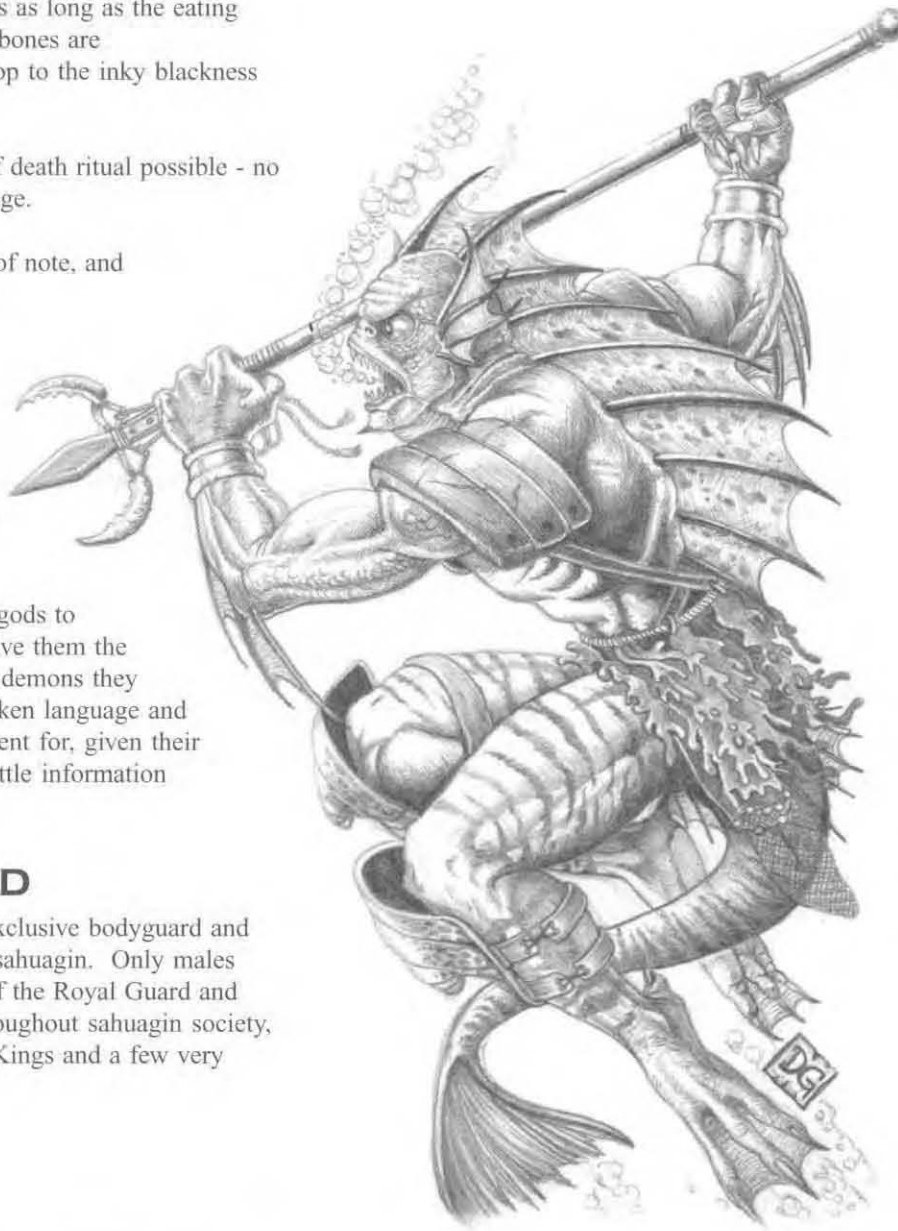 s as long as the eating
bones are
op to the inky blackness
f death ritual possible - no
ge.
of note, and
gods to
ve them the
demons they
ken language and
ent for, given their
ttle information
D
xclusive bodyguard and
sahuagin. Only males
f the Royal Guard and
oughout sahuagin society,
Kings and a few very
DG